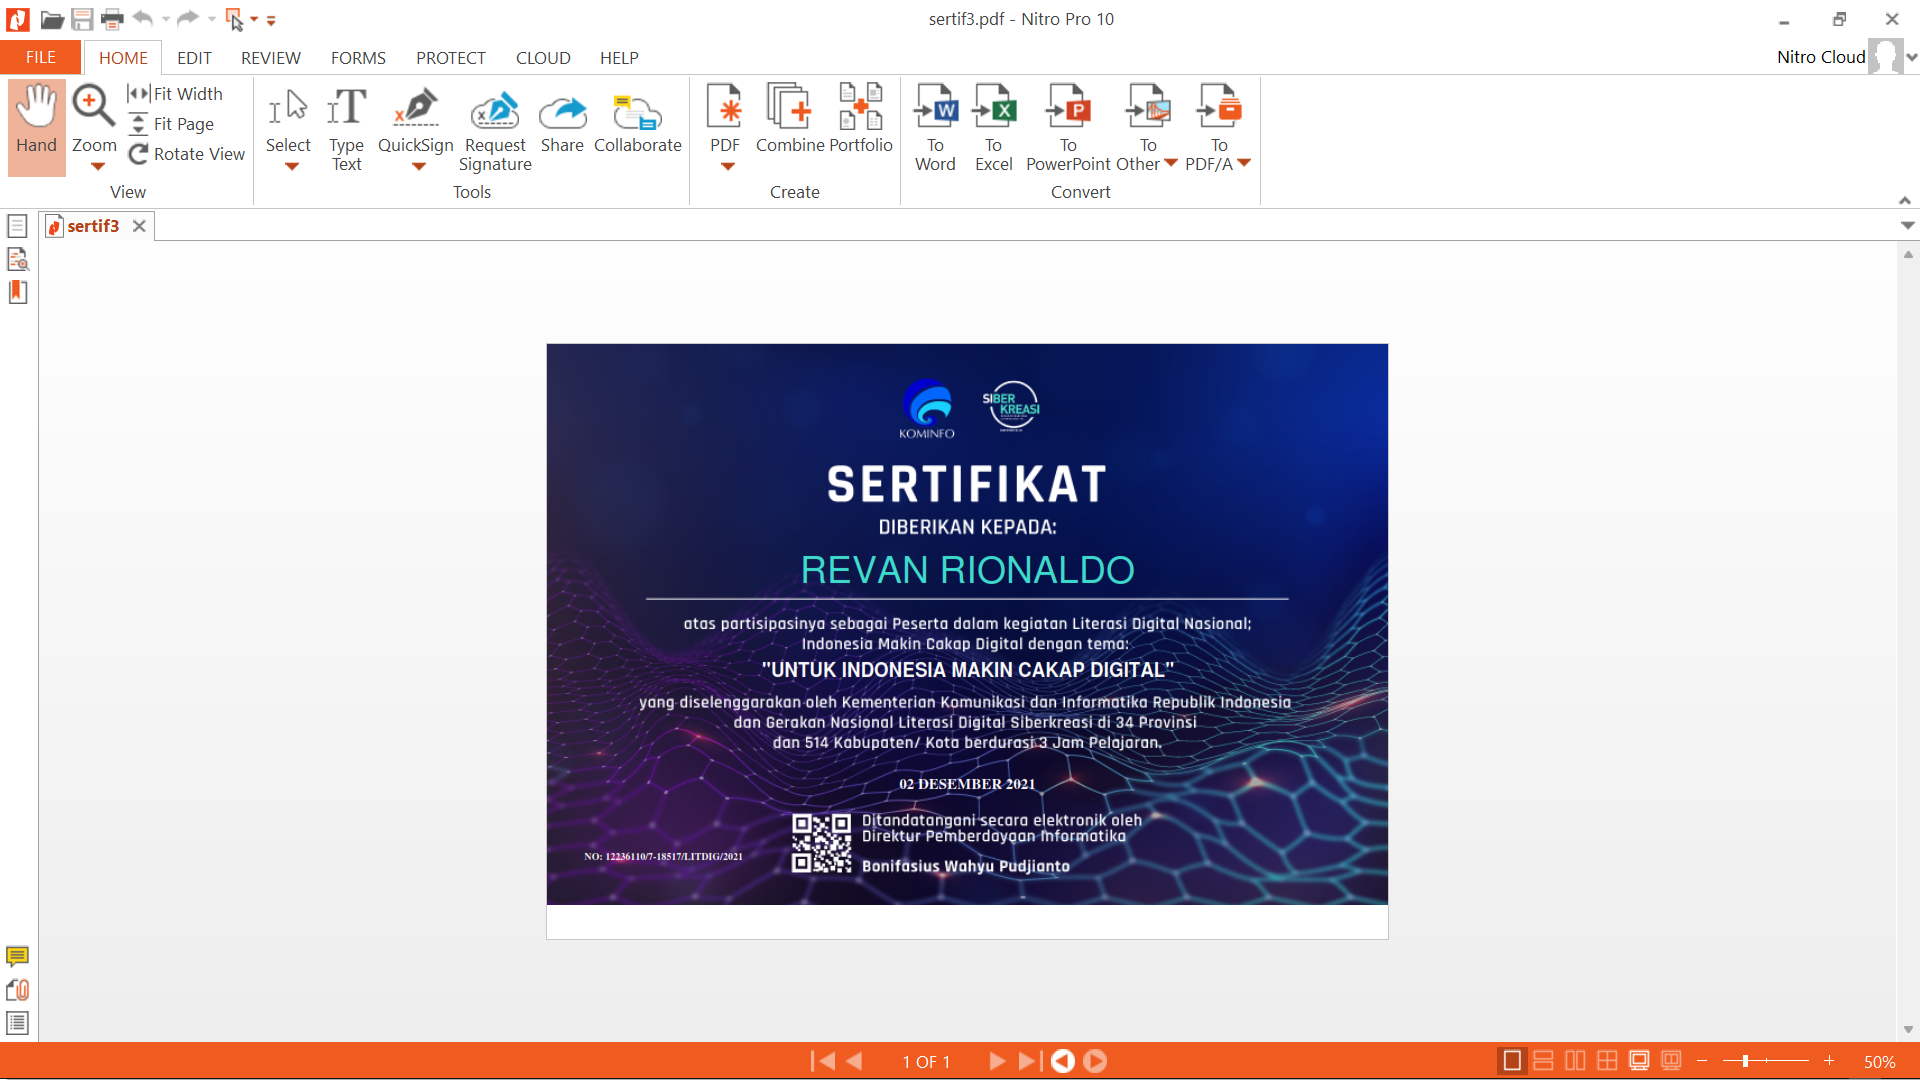 sertif3.pdf - Nitro Pro 10
FILE
HOME
EDIT
REVIEW
FORMS
PROTECT
CLOUD
HELP
Nitro Cloud
Hand
Zoom
Fit Width
Fit Page
Rotate View
View
Select
Type Text
QuickSign
Request Signature
Share
Collaborate
Tools
PDF
Combine
Portfolio
Create
To Word
To Excel
To PowerPoint
To Other
To PDF/A
Convert
sertif3
KOMINFO
SIBER
KREASI
SERTIFIKAT
DIBERIKAN KEPADA:
REVAN RIONALDO
atas partisipasinya sebagai Peserta dalam kegiatan Literasi Digital Nasional;
Indonesia Makin Cakap Digital dengan tema:
"UNTUK INDONESIA MAKIN CAKAP DIGITAL"
yang diselenggarakan oleh Kementerian Komunikasi dan Informatika Republik Indonesia
dan Gerakan Nasional Literasi Digital Siberkreasi di 34 Provinsi
dan 514 Kabupaten/ Kota berdurasi 3 Jam Pelajaran.
02 DESEMBER 2021
Ditandatangani secara elektronik oleh
Direktur Pemberdayaan Informatika
NO: 12236110/7-18517/LITDIG/2021
Bonifasius Wahyu Pudjianto
1 OF 1
50%